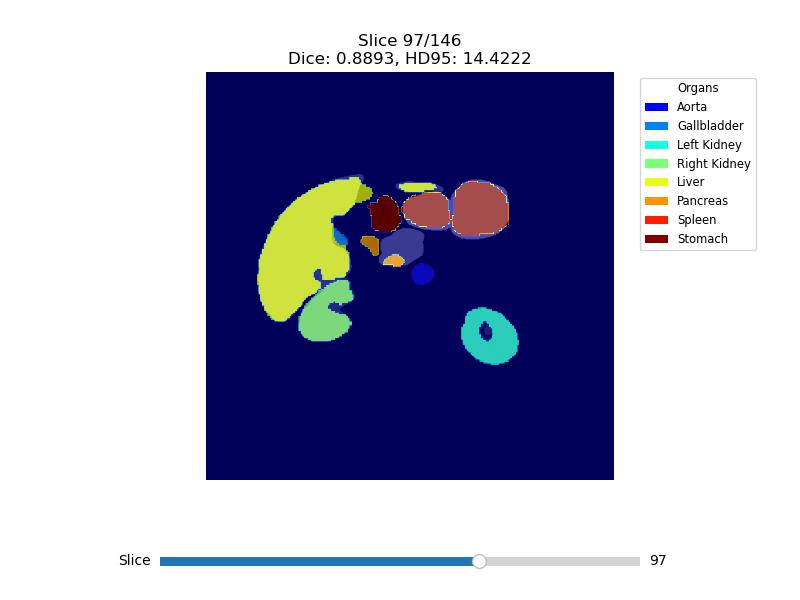 Slice 97/146
Dice: 0.8893, HD95: 14.4222
Organs
Aorta
Gallbladder
Left Kidney
Right Kidney
Liver
Pancreas
Spleen
Stomach
Slice 97